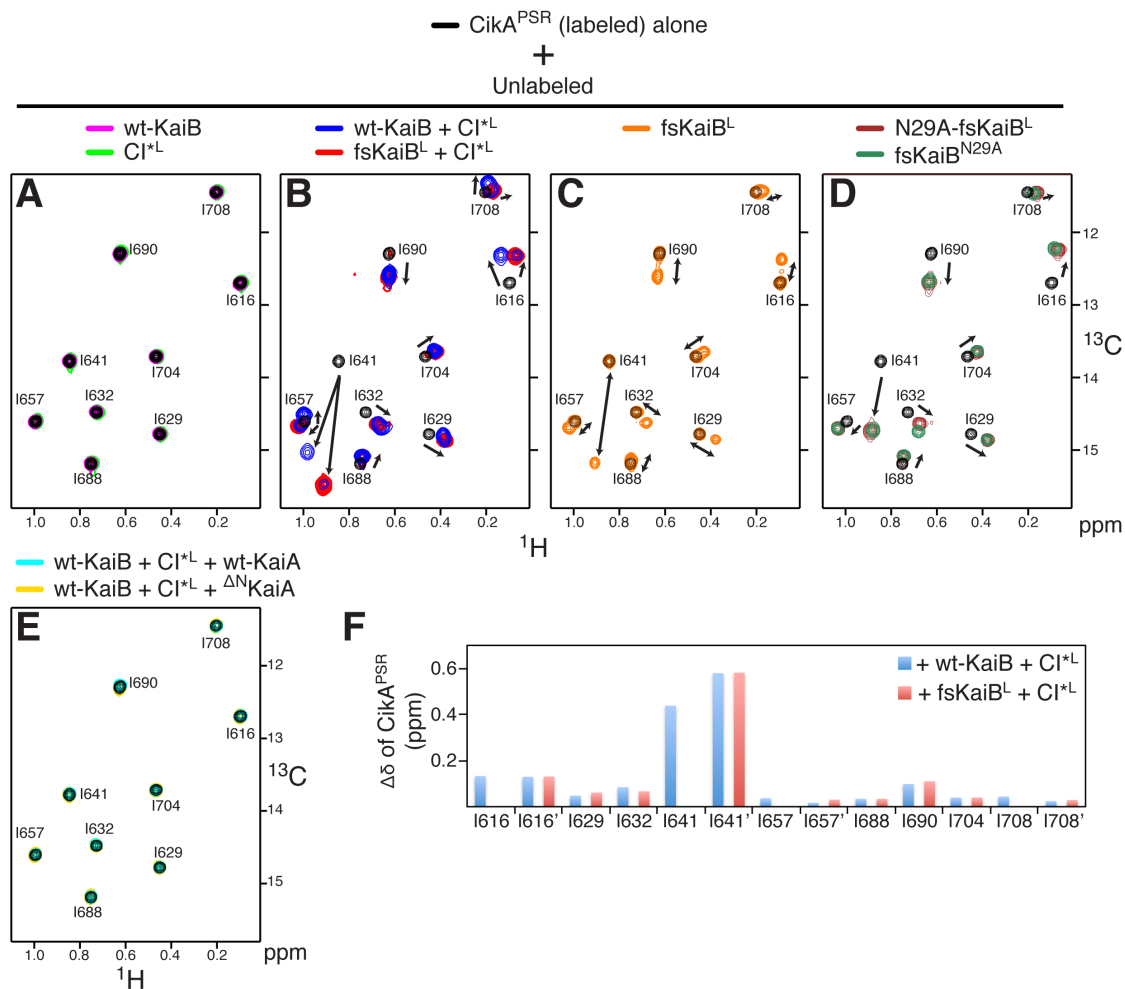 CikA^PSR (labeled) alone
+
Unlabeled
wt-KaiB
CI*^L
wt-KaiB + CI*^L
fsKaiB^L + CI*^L
fsKaiB^L
N29A-fsKaiB^L
fsKaiB^N29A
A
I708
I690
I616
I641
I704
I657
I632
I629
I688
1.0 0.8 0.6 0.4 0.2
B
I708
I690
I616
I641
I704
I657
I632
I629
I688
1.0 0.8 0.6 0.4 0.2
C
I708
I690
I616
I641
I704
I657
I632
I629
I688
1.0 0.8 0.6 0.4 0.2
D
I708
I690
I616
I641
I704
I657
I632
I629
I688
1.0 0.8 0.6 0.4 0.2
12
13
^13C
14
15
ppm
^1H
wt-KaiB + CI*^L + wt-KaiA
wt-KaiB + CI*^L + ^ΔNKaiA
E
I708
I690
I616
I641
I704
I657
I632
I629
I688
12
13
^13C
14
15
1.0 0.8 0.6 0.4 0.2
ppm
^1H
F
+ wt-KaiB + CI*^L
+ fsKaiB^L + CI*^L
Δδ of CikA^PSR
(ppm)
0.6
0.4
0.2
I616 I616' I629 I632 I641 I641' I657 I657' I688 I690 I704 I708 I708'